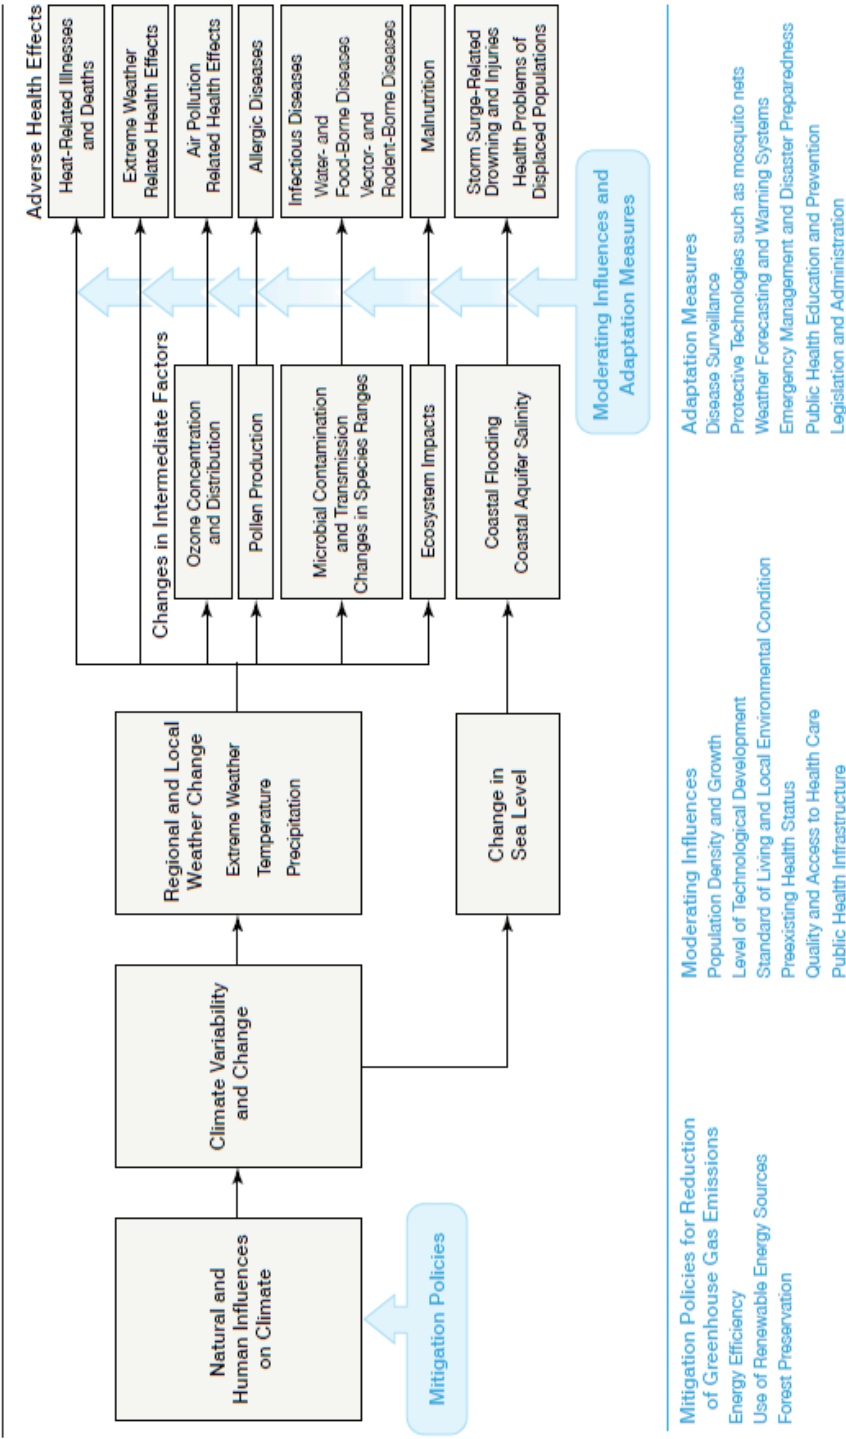 Natural and
Human Influences
on Climate
Mitigation Policies
Climate Variability
and Change
Regional and Local
Weather Change
Extreme Weather
Temperature
Precipitation
Change in
Sea Level
Changes in Intermediate Factors
Ozone Concentration
and Distribution
Pollen Production
Microbial Contamination
and Transmission
Changes in Species Ranges
Ecosystem Impacts
Coastal Flooding
Coastal Aquifer Salinity
Moderating Influences and
Adaptation Measures
Adverse Health Effects
Heat-Related Illnesses
and Deaths
Extreme Weather
Related Health Effects
Air Pollution
Related Health Effects
Allergic Diseases
Infectious Diseases
Water- and
Food-Borne Diseases
Vector- and
Rodent-Borne Diseases
Malnutrition
Storm Surge-Related
Drowning and Injuries
Health Problems of
Displaced Populations
Mitigation Policies for Reduction
of Greenhouse Gas Emissions
Energy Efficiency
Use of Renewable Energy Sources
Forest Preservation
Moderating Influences
Population Density and Growth
Level of Technological Development
Standard of Living and Local Environmental Condition
Preexisting Health Status
Quality and Access to Health Care
Public Health Infrastructure
Adaptation Measures
Disease Surveillance
Protective Technologies such as mosquito nets
Weather Forecasting and Warning Systems
Emergency Management and Disaster Preparedness
Public Health Education and Prevention
Legislation and Administration